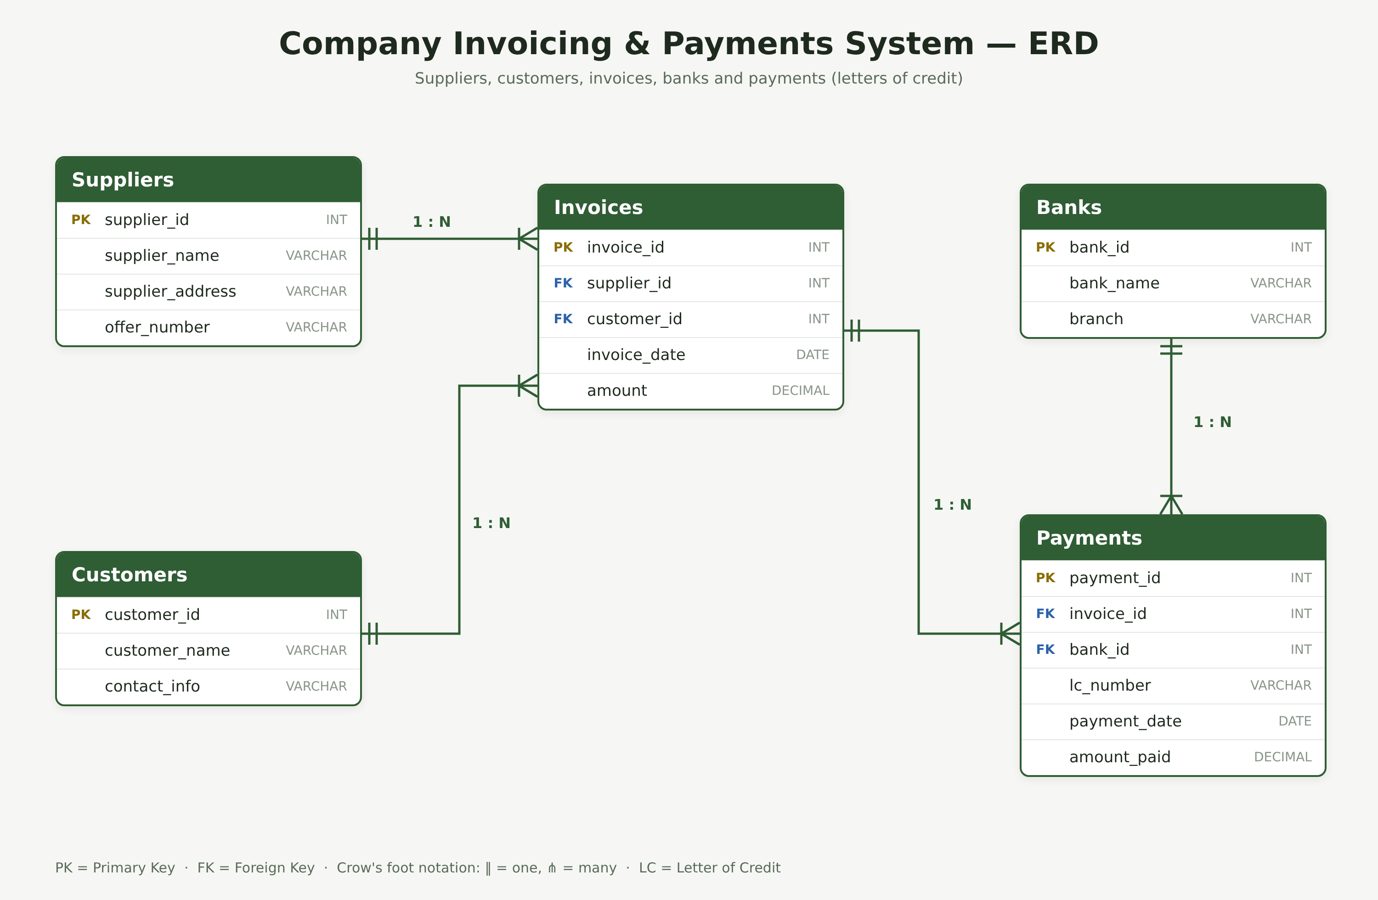 Company Invoicing & Payments System — ERD
Suppliers, customers, invoices, banks and payments (letters of credit)
Suppliers
PK supplier_id INT
supplier_name VARCHAR
supplier_address VARCHAR
offer_number VARCHAR
1 : N
Invoices
PK invoice_id INT
FK supplier_id INT
FK customer_id INT
invoice_date DATE
amount DECIMAL
Banks
PK bank_id INT
bank_name VARCHAR
branch VARCHAR
1 : N
1 : N
1 : N
Customers
PK customer_id INT
customer_name VARCHAR
contact_info VARCHAR
Payments
PK payment_id INT
FK invoice_id INT
FK bank_id INT
lc_number VARCHAR
payment_date DATE
amount_paid DECIMAL
PK = Primary Key · FK = Foreign Key · Crow's foot notation: ‖ = one, ⋔ = many · LC = Letter of Credit